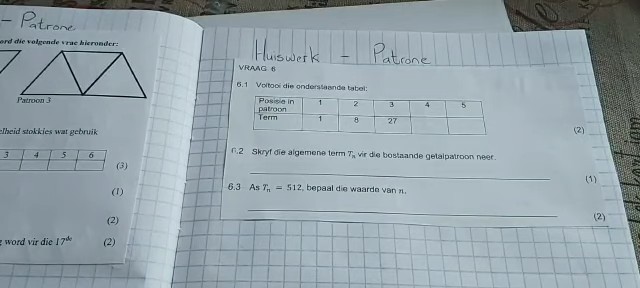 - Patrone
ord die volgende vrae hieronder:
Patroon 3
elheid stokkies wat gebruik
3 4 5 6
(3)
(1)
(2)
word vir die 17de (2)
Huiswerk - Patrone
VRAAG 6
6.1 Voltooi die onderstaande tabel:
Posisie in patroon 1 2 3 4 5
Term 1 8 27
(2)
6.2 Skryf die algemene term Tn vir die bostaande getalpatroon neer.
(1)
6.3 As Tn = 512, bepaal die waarde van n.
(2)